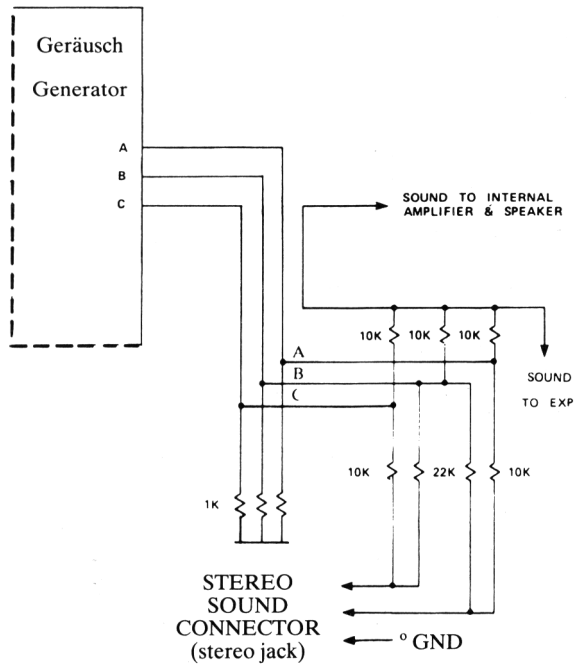 Geräusch
Generator
A
B
C
SOUND TO INTERNAL
AMPLIFIER & SPEAKER
10K 10K 10K
A
B
C
SOUND
TO EXP
10K 22K 10K
1K
STEREO
SOUND
CONNECTOR
(stereo jack)
° GND